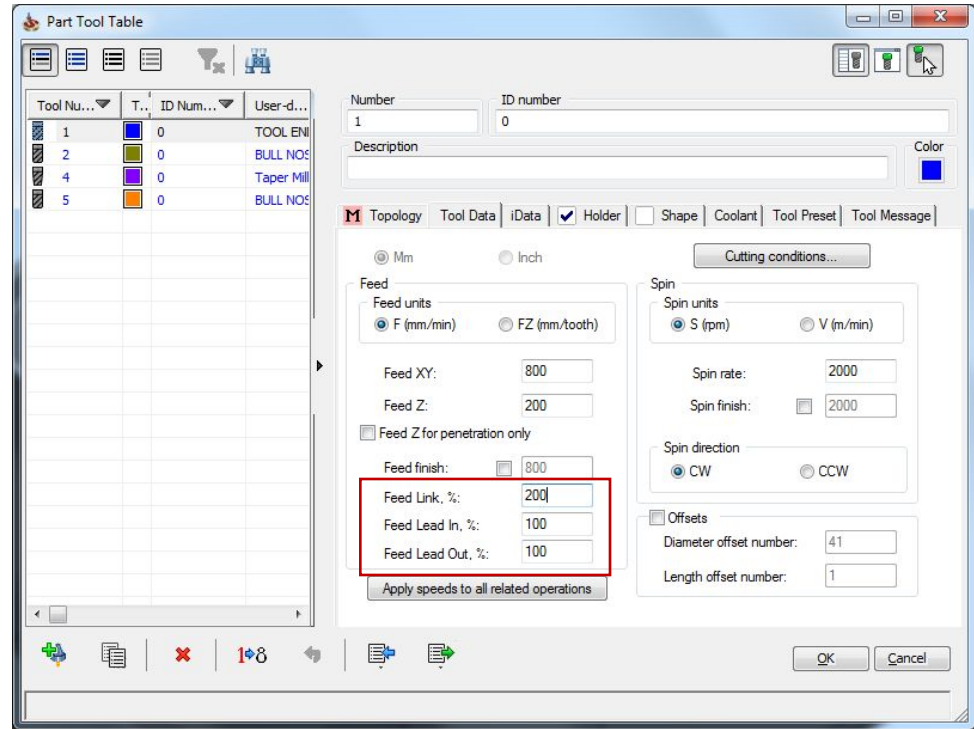 Part Tool Table
Tool Nu... T.. ID Num... User-d...
1 0 TOOL EN
2 0 BULL NOS
4 0 Taper Mill
5 0 BULL NOS
Number ID number
1 0
Description Color
M Topology Tool Data iData Holder Shape Coolant Tool Preset Tool Message
Mm Inch Cutting conditions...
Feed Spin
Feed units Spin units
F (mm/min) FZ (mm/tooth) S (rpm) V (m/min)
Feed XY: 800 Spin rate: 2000
Feed Z: 200 Spin finish: 2000
Feed Z for penetration only
Spin direction
Feed finish: 800 CW CCW
Feed Link, %: 200
Feed Lead In, %: 100 Offsets
Diameter offset number: 41
Feed Lead Out, %: 100
Length offset number: 1
Apply speeds to all related operations
1 8 OK Cancel